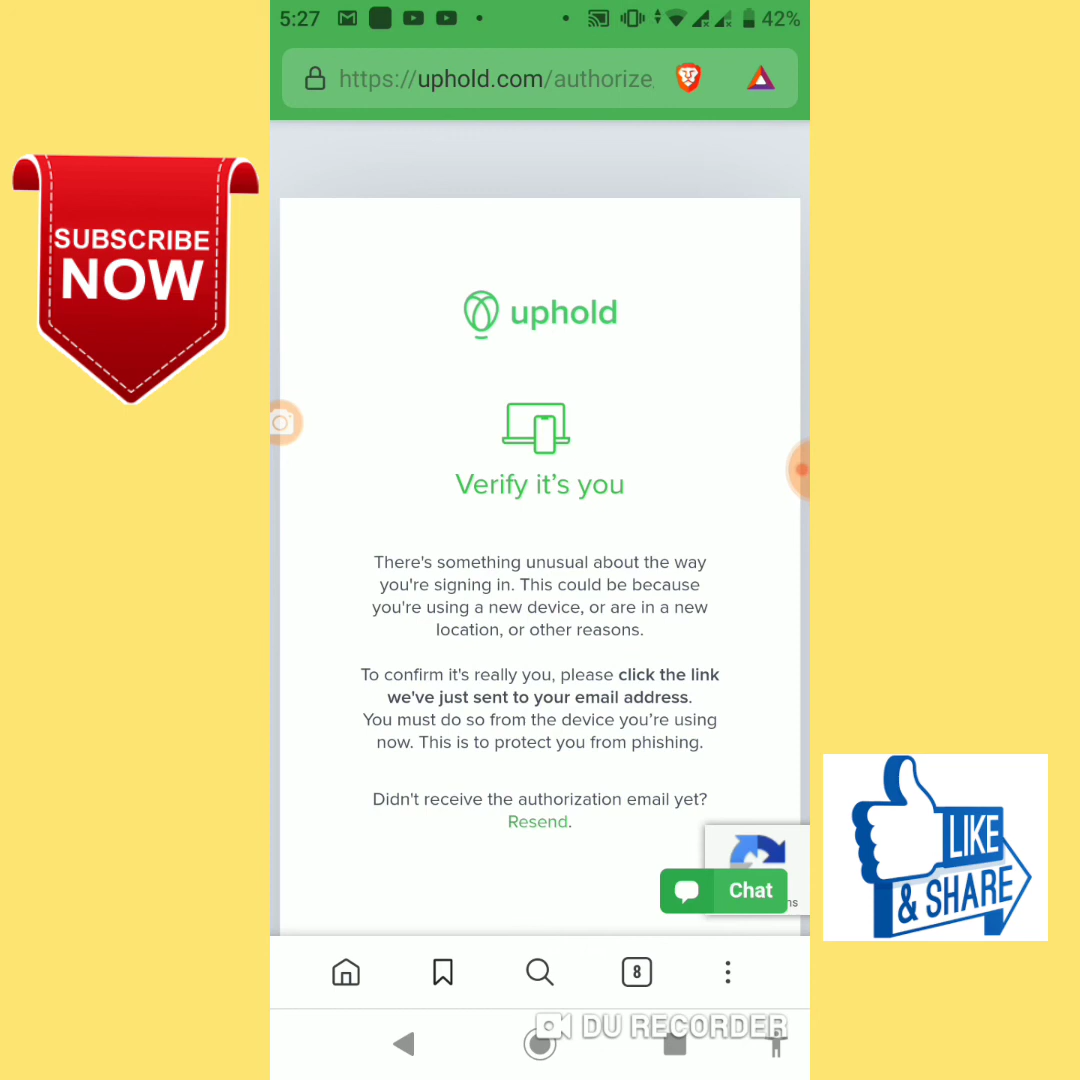 5:27
42%
https://uphold.com/authorize
SUBSCRIBE
NOW
uphold
Verify it's you
There's something unusual about the way
you're signing in. This could be because
you're using a new device, or are in a new
location, or other reasons.
To confirm it's really you, please click the link
we've just sent to your email address.
You must do so from the device you’re using
now. This is to protect you from phishing.
Didn't receive the authorization email yet?
Resend.
Chat
ns
LIKE
& SHARE
8
DU RECORDER